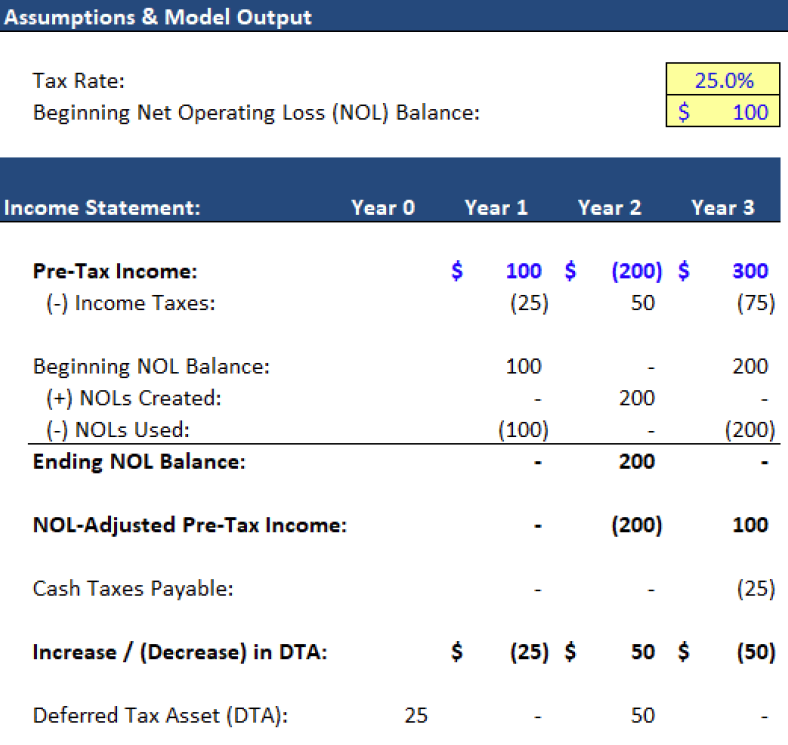 Assumptions & Model Output
Tax Rate: 25.0%
Beginning Net Operating Loss (NOL) Balance: $ 100
Income Statement: Year 0 Year 1 Year 2 Year 3
Pre-Tax Income: $ 100 $ (200) $ 300
(-) Income Taxes: (25) 50 (75)
Beginning NOL Balance: 100 - 200
(+) NOLs Created: - 200 -
(-) NOLs Used: (100) - (200)
Ending NOL Balance: - 200 -
NOL-Adjusted Pre-Tax Income: - (200) 100
Cash Taxes Payable: - - (25)
Increase / (Decrease) in DTA: $ (25) $ 50 $ (50)
Deferred Tax Asset (DTA): 25 - 50 -